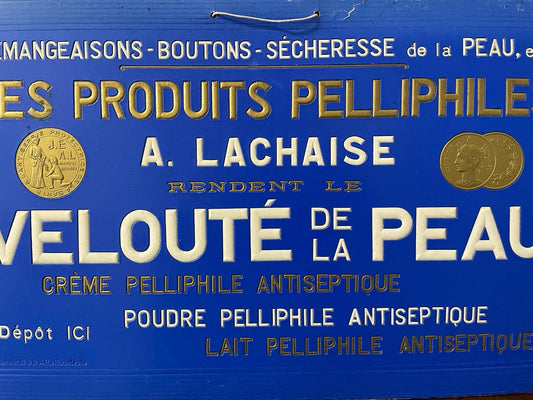 EMANGEAISONS - BOUTONS - SÉCHERESSE de la PEAU, e
ES PRODUITS PELLIPHILE
A. LACHAISE
RENDENT LE
VELOUTÉ DE LA PEAU
CRÈME PELLIPHILE ANTISEPTIQUE
POUDRE PELLIPHILE ANTISEPTIQUE
Dépôt ICI
LAIT PELLIPHILE ANTISEPTIQUE
J.E
A.L